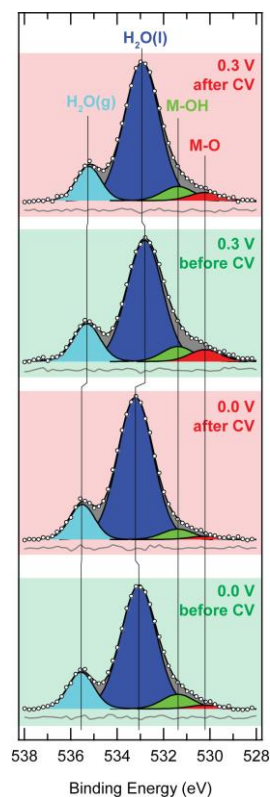 H₂O(l)
0.3 V
after CV
H₂O(g)
M-OH
M-O
0.3 V
before CV
0.0 V
after CV
0.0 V
before CV
538 536 534 532 530 528
Binding Energy (eV)